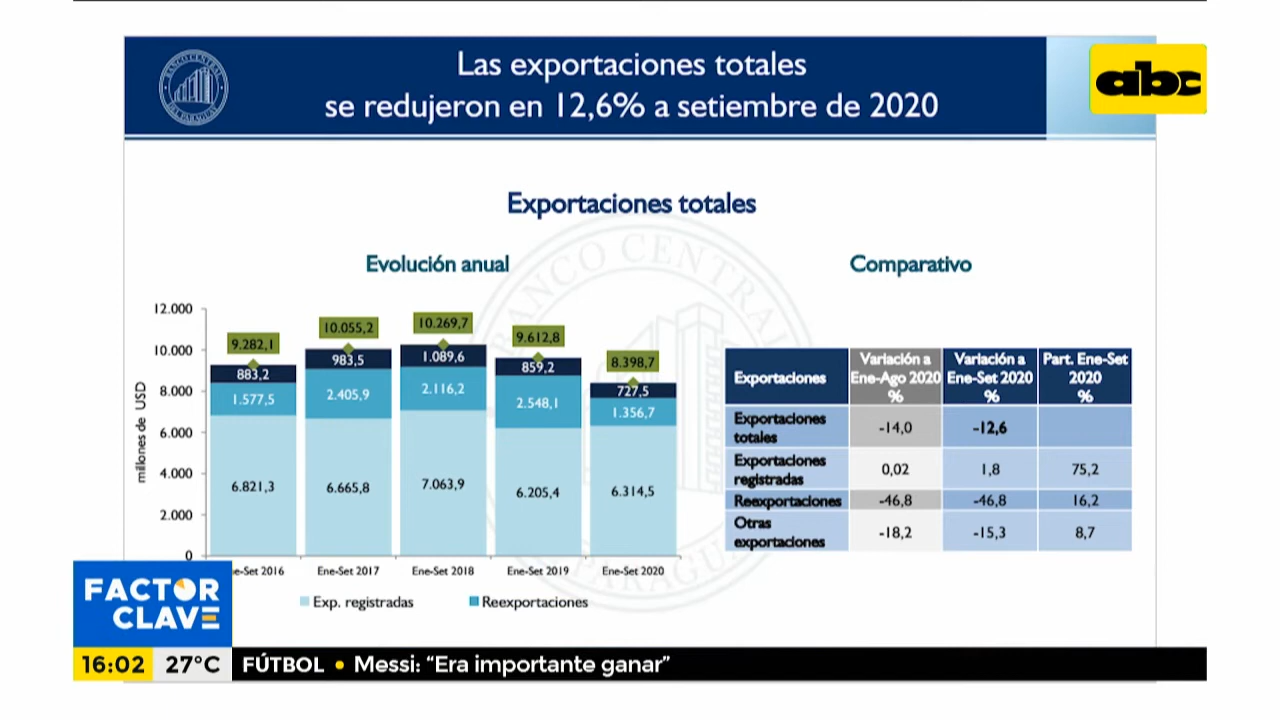 Las exportaciones totales
se redujeron en 12,6% a setiembre de 2020
BANCO CENTRAL
DEL PARAGUAY
abc
Exportaciones totales
Evolución anual
Comparativo
BANCO CENTRAL
PARAGUAY
millones de USD
12.000
10.000
8.000
6.000
4.000
2.000
0
9.282,1
10.055,2
10.269,7
9.612,8
8.398,7
883,2
983,5
1.089,6
859,2
727,5
1.577,5
2.405,9
2.116,2
2.548,1
1.356,7
6.821,3
6.665,8
7.063,9
6.205,4
6.314,5
e-Set 2016
Ene-Set 2017
Ene-Set 2018
Ene-Set 2019
Ene-Set 2020
Exp. registradas
Reexportaciones
Exportaciones
Variación a
Ene-Ago 2020
%
Variación a
Ene-Set 2020
%
Part. Ene-Set
2020
%
Exportaciones
totales
-14,0
-12,6
Exportaciones
registradas
0,02
1,8
75,2
Reexportaciones
-46,8
-46,8
16,2
Otras
exportaciones
-18,2
-15,3
8,7
FACTOR
CLAVE
16:02
27°C
FÚTBOL • Messi: “Era importante ganar”